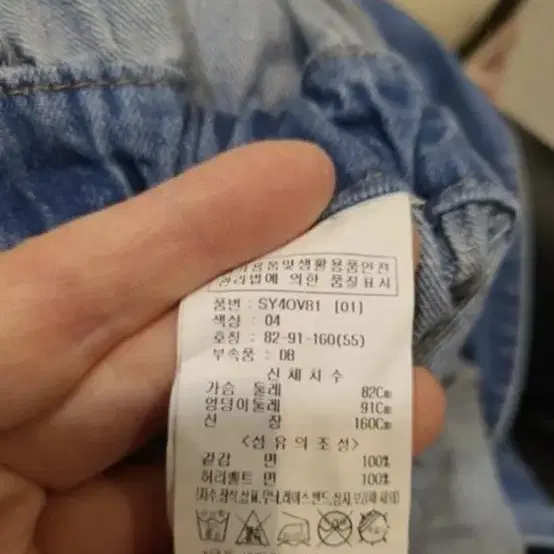 전기용품및생활용품안전
관리법에 의한 품질표시
품번 : SY4OV81 [01]
색상 : 04
호칭 : 82-91-160(55)
부속품 : DB
신체치수
가슴 둘레 82Cm
엉덩이둘레 91Cm
신 장 160Cm
<섬유의조성>
겉감 면 100%
허리벨트 면 100%